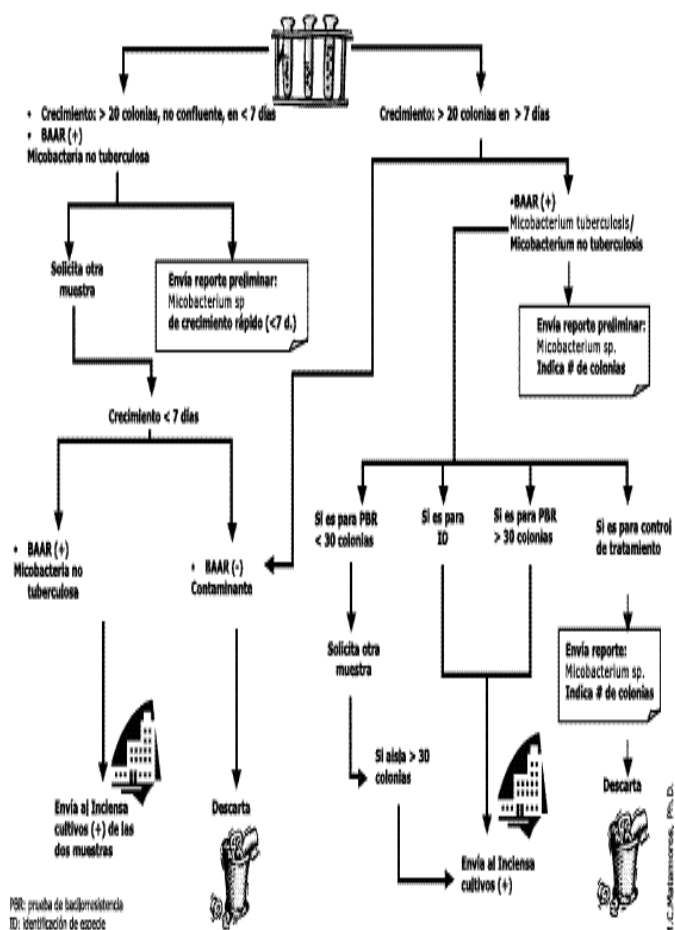 • Crecimiento: > 20 colonias, no confluente, en < 7 días
• BAAR (+)
Micobacteria no tuberculosa
Crecimiento: > 20 colonias en > 7 días
•BAAR (+)
Micobacterium tuberculosis/
Micobacterium no tuberculosis
Solicita otra
muestra
Envía reporte preliminar:
Micobacterium sp
de crecimiento rápido (<7 d.)
Envía reporte preliminar:
Micobacterium sp.
Indica # de colonias
Crecimiento < 7 días
Si es para PBR
< 30 colonias
Si es para
ID
Si es para PBR
> 30 colonias
Si es para control
de tratamiento
• BAAR (+)
Micobacteria no
tuberculosa
• BAAR (-)
Contaminante
Solicita otra
muestra
Envía reporte:
Micobacterium sp.
Indica # de colonias
Si aisla > 30
colonias
Envía al Inciensa
cultivos (+) de las
dos muestras
Descarta
Envía al Inciensa
cultivos (+)
Descarta
PBR: prueba de bacilorresistencia
ID: identificación de especie
J.C.Matamoros, Ph.D.